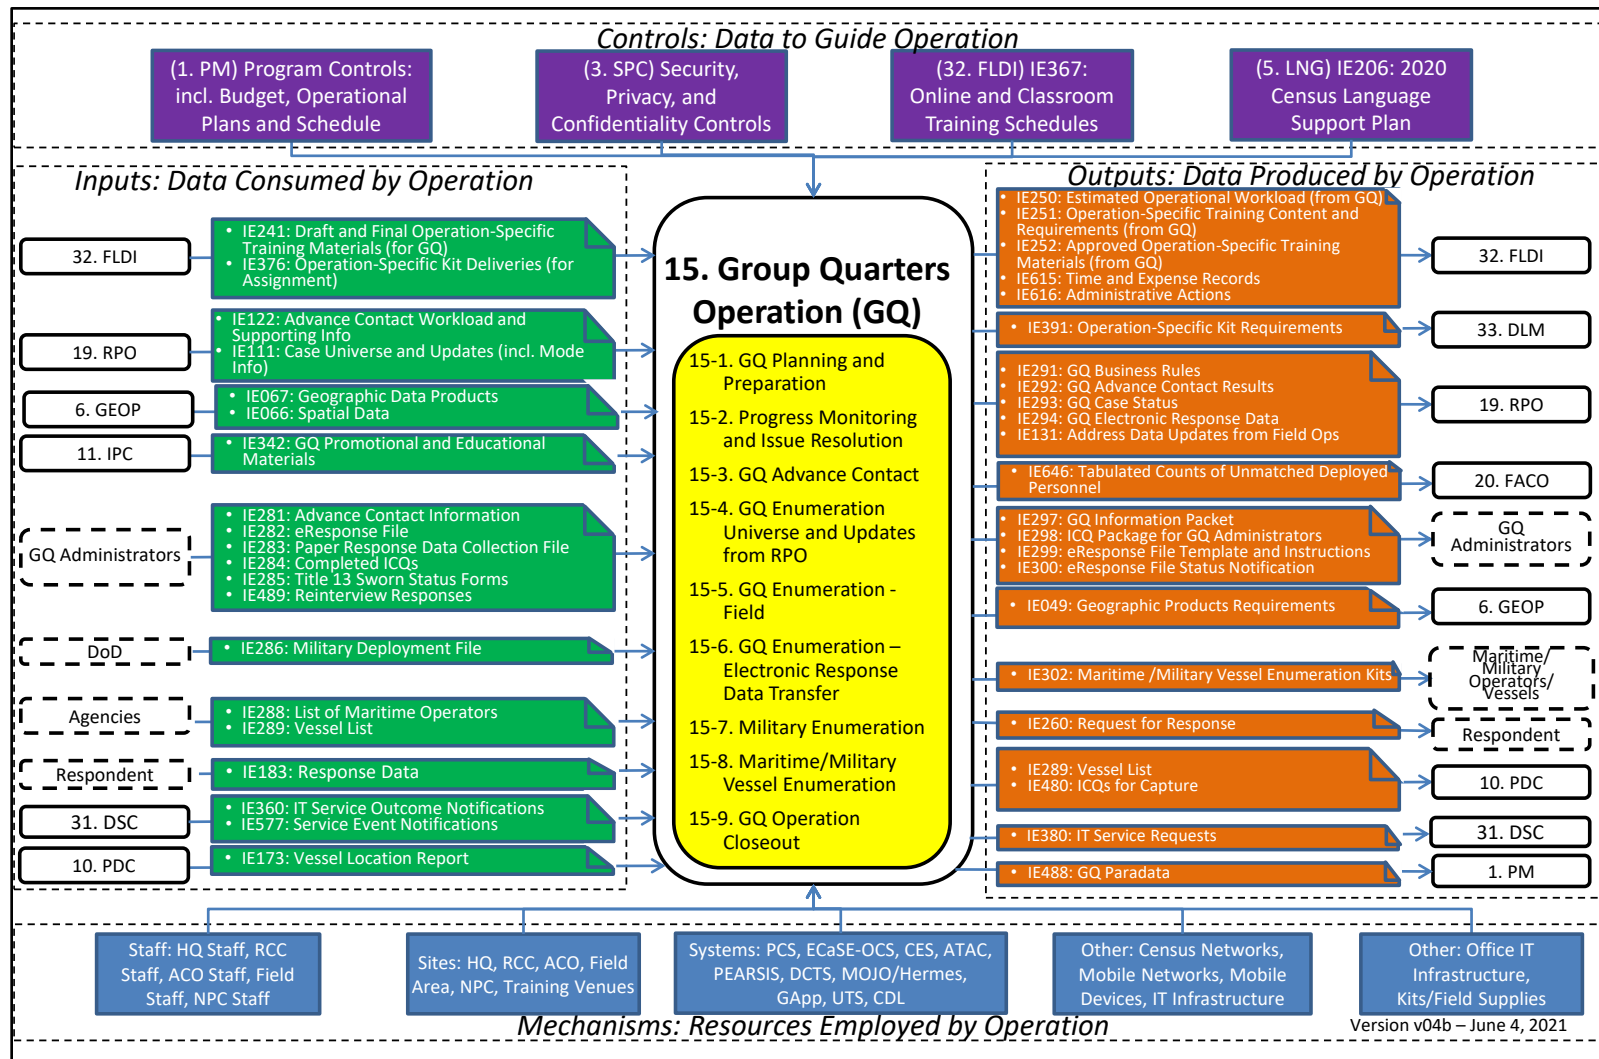 Controls: Data to Guide Operation
(1. PM) Program Controls:
incl. Budget, Operational
Plans and Schedule
(3. SPC) Security,
Privacy, and
Confidentiality Controls
(32. FLDI) IE367:
Online and Classroom
Training Schedules
(5. LNG) IE206: 2020
Census Language
Support Plan
Inputs: Data Consumed by Operation
32. FLDI
• IE241: Draft and Final Operation-Specific
Training Materials (for GQ)
• IE376: Operation-Specific Kit Deliveries (for
Assignment)
19. RPO
• IE122: Advance Contact Workload and
Supporting Info
• IE111: Case Universe and Updates (incl. Mode
Info)
6. GEOP
• IE067: Geographic Data Products
• IE066: Spatial Data
11. IPC
• IE342: GQ Promotional and Educational
Materials
GQ Administrators
• IE281: Advance Contact Information
• IE282: eResponse File
• IE283: Paper Response Data Collection File
• IE284: Completed ICQs
• IE285: Title 13 Sworn Status Forms
• IE489: Reinterview Responses
DoD
• IE286: Military Deployment File
Agencies
• IE288: List of Maritime Operators
• IE289: Vessel List
Respondent
• IE183: Response Data
31. DSC
• IE360: IT Service Outcome Notifications
• IE577: Service Event Notifications
10. PDC
• IE173: Vessel Location Report
15. Group Quarters
Operation (GQ)
15-1. GQ Planning and
Preparation
15-2. Progress Monitoring
and Issue Resolution
15-3. GQ Advance Contact
15-4. GQ Enumeration
Universe and Updates
from RPO
15-5. GQ Enumeration -
Field
15-6. GQ Enumeration –
Electronic Response
Data Transfer
15-7. Military Enumeration
15-8. Maritime/Military
Vessel Enumeration
15-9. GQ Operation
Closeout
Outputs: Data Produced by Operation
• IE250: Estimated Operational Workload (from GQ)
• IE251: Operation-Specific Training Content and
Requirements (from GQ)
• IE252: Approved Operation-Specific Training
Materials (from GQ)
• IE615: Time and Expense Records
• IE616: Administrative Actions
32. FLDI
• IE391: Operation-Specific Kit Requirements
33. DLM
• IE291: GQ Business Rules
• IE292: GQ Advance Contact Results
• IE293: GQ Case Status
• IE294: GQ Electronic Response Data
• IE131: Address Data Updates from Field Ops
19. RPO
• IE646: Tabulated Counts of Unmatched Deployed
Personnel
20. FACO
• IE297: GQ Information Packet
• IE298: ICQ Package for GQ Administrators
• IE299: eResponse File Template and Instructions
• IE300: eResponse File Status Notification
GQ
Administrators
• IE049: Geographic Products Requirements
6. GEOP
• IE302: Maritime /Military Vessel Enumeration Kits
Maritime/
Military
Operators/
Vessels
• IE260: Request for Response
Respondent
• IE289: Vessel List
• IE480: ICQs for Capture
10. PDC
• IE380: IT Service Requests
31. DSC
• IE488: GQ Paradata
1. PM
Staff: HQ Staff, RCC
Staff, ACO Staff, Field
Staff, NPC Staff
Sites: HQ, RCC, ACO, Field
Area, NPC, Training Venues
Systems: PCS, ECaSE-OCS, CES, ATAC,
PEARSIS, DCTS, MOJO/Hermes,
GApp, UTS, CDL
Other: Census Networks,
Mobile Networks, Mobile
Devices, IT Infrastructure
Other: Office IT
Infrastructure,
Kits/Field Supplies
Mechanisms: Resources Employed by Operation
Version v04b – June 4, 2021